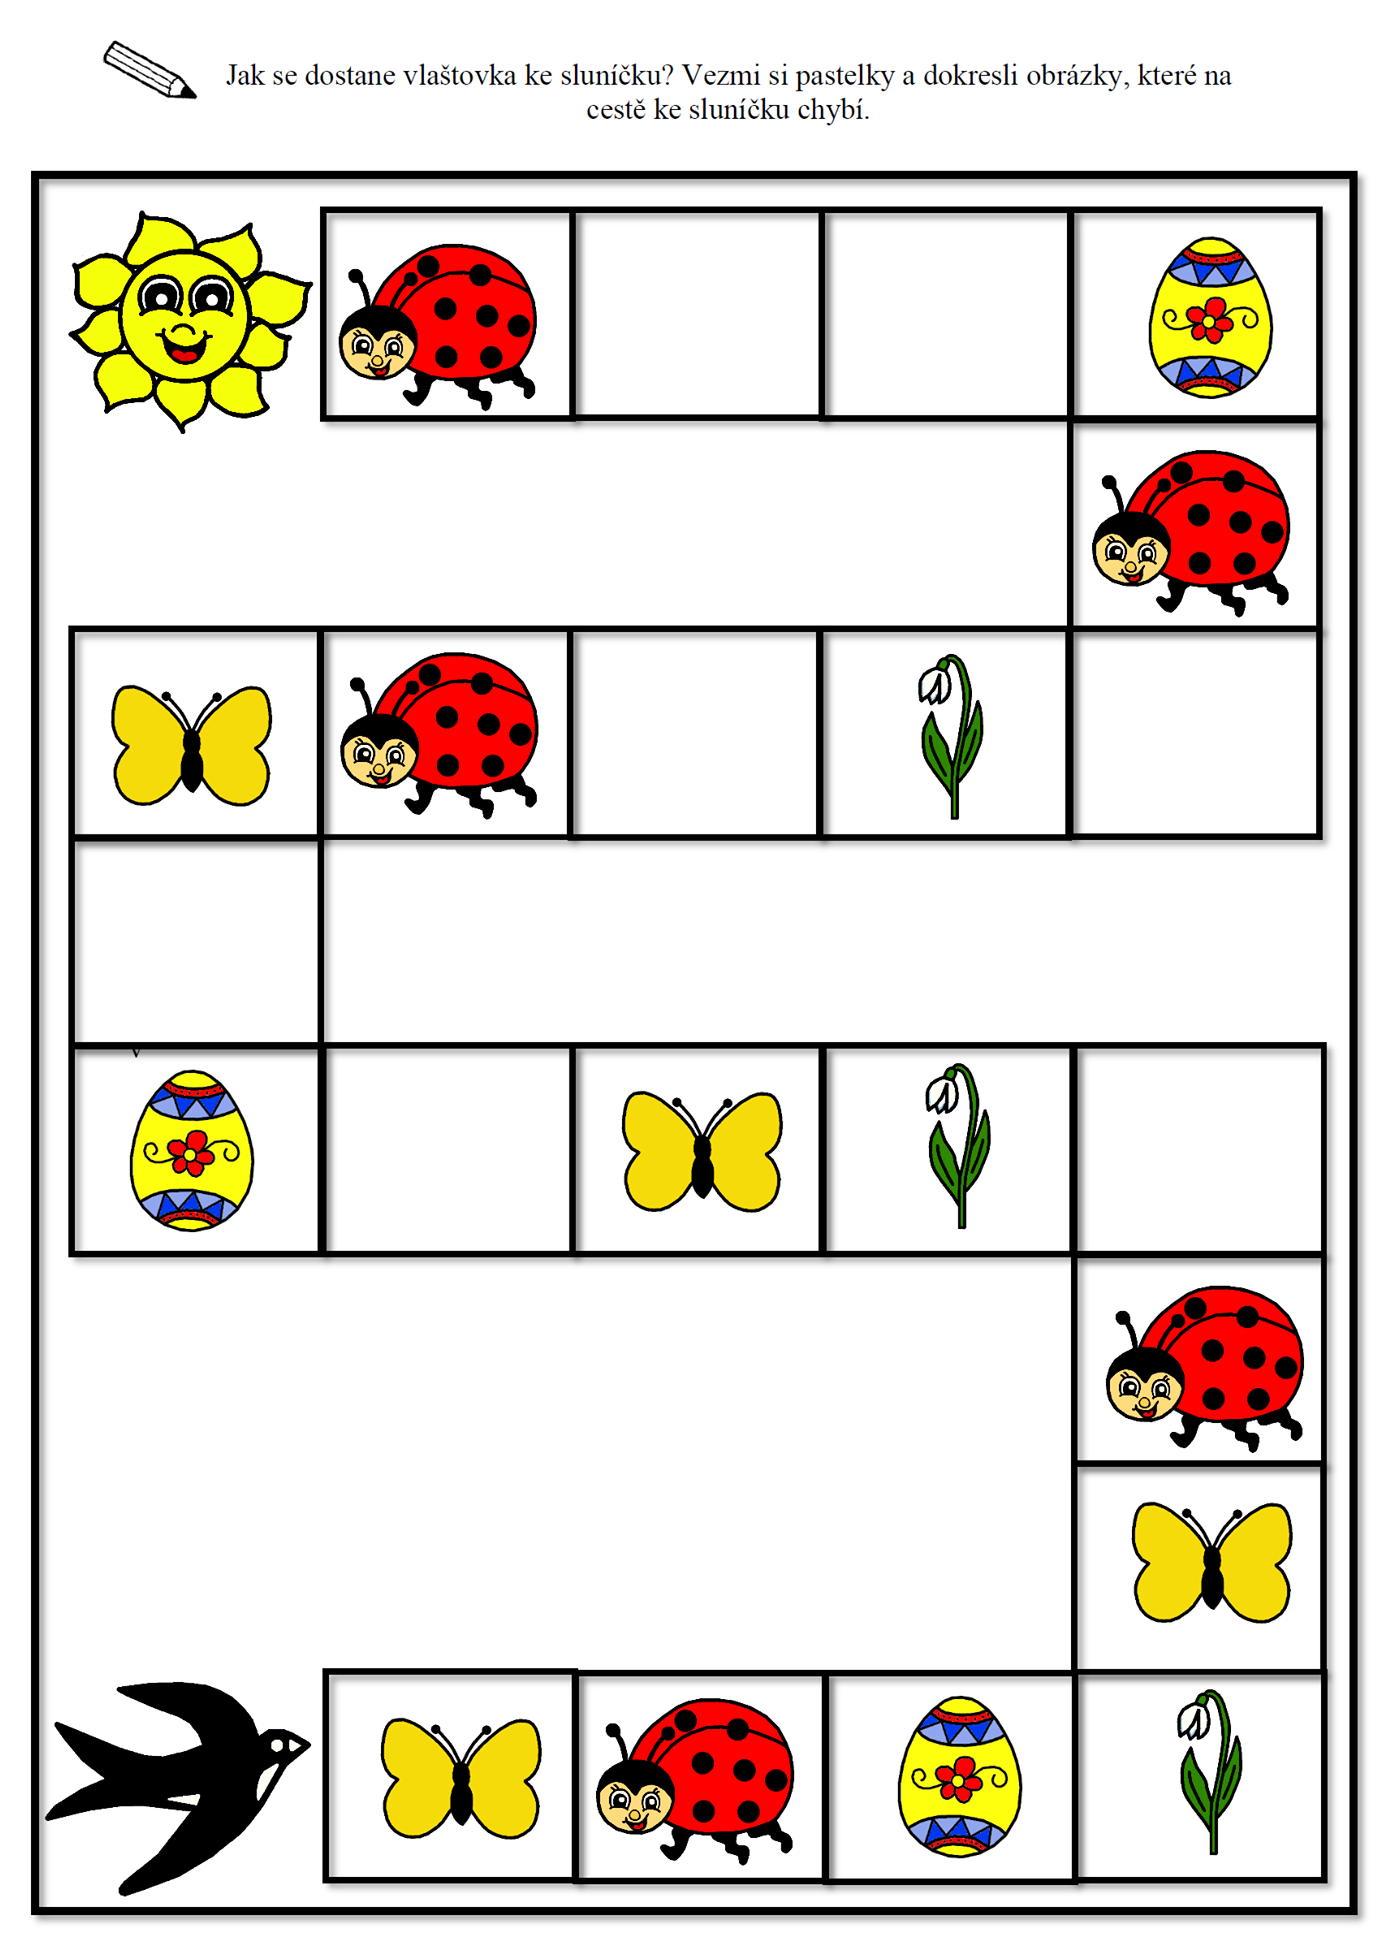 Jak se dostane vlaštovka ke sluníčku? Vezmi si pastelky a dokresli obrázky, které na
cestě ke sluníčku chybí.
v